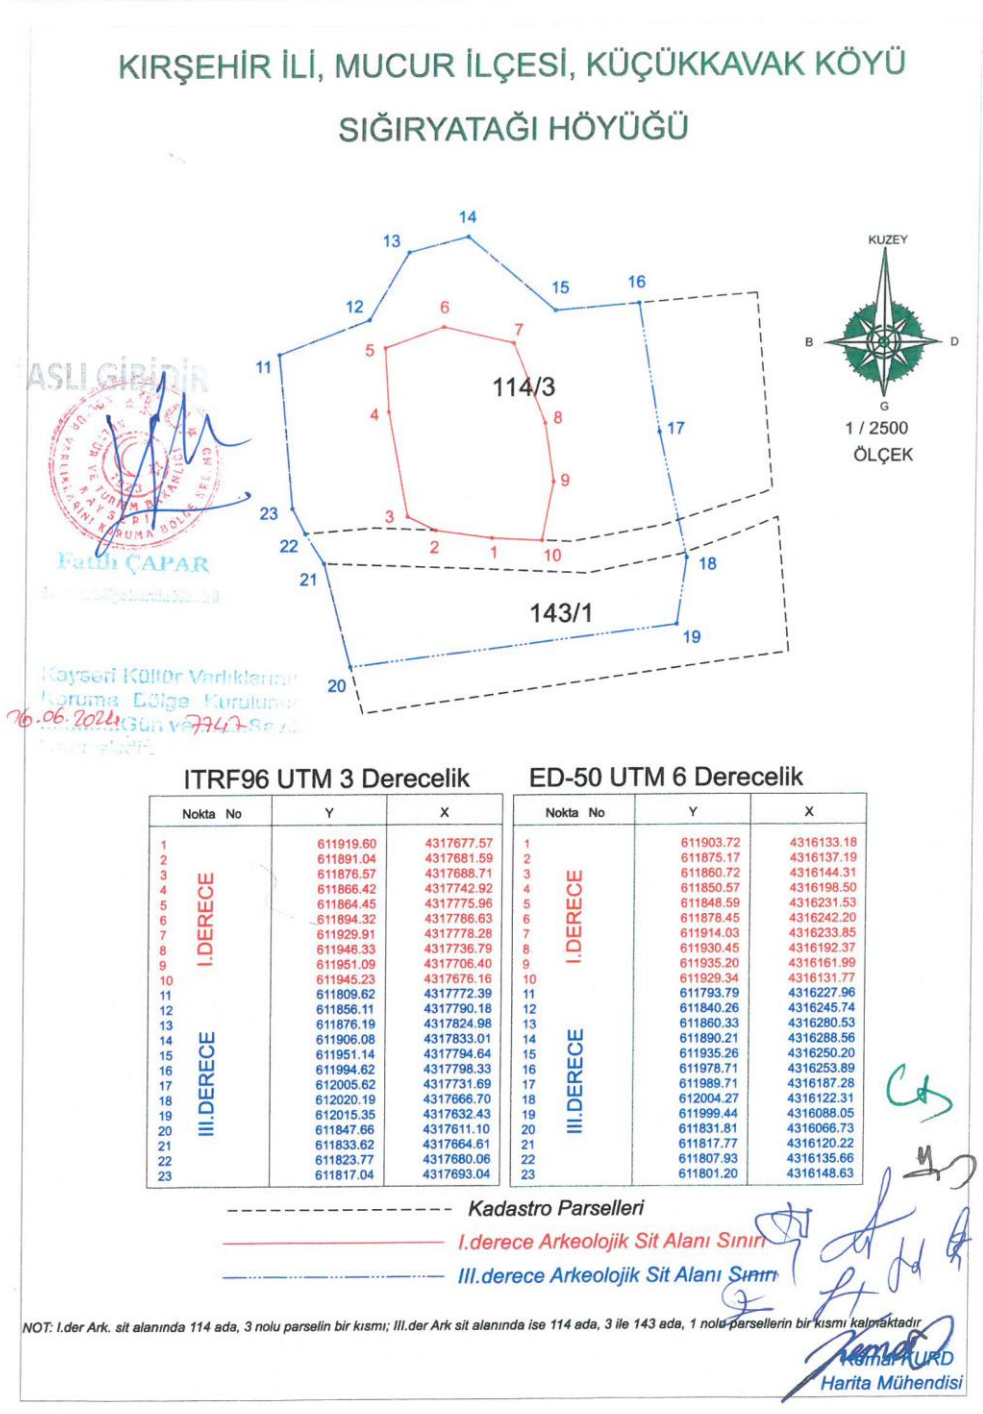 KIRŞEHİR İLİ, MUCUR İLÇESİ, KÜÇÜKKAVAK KÖYÜ
SIĞIRYATAĞI HÖYÜĞÜ
14
13
KUZEY
16
15
12
6
7
B
D
5
11
ASLI GİBİDİR
114/3
G
4
8
17
1 / 2500
ÖLÇEK
9
23
3
22
2
1
10
18
Fatih ÇAPAR
21
143/1
19
20
Kayseri Kültür Varlıklarını
Koruma Bölge Kurulunun
26.06.2024 Gün ve 7747 Sayılı
ITRF96 UTM 3 Derecelik
Nokta No Y X
1 611919.60 4317677.57
2 611891.04 4317681.59
3 611876.57 4317688.71
4 611866.42 4317742.92
5 611864.45 4317775.96
6 611894.32 4317786.63
7 611929.91 4317778.28
8 611946.33 4317736.79
9 611951.09 4317706.40
10 611945.23 4317676.16
I.DERECE
11 611809.62 4317772.39
12 611856.11 4317790.18
13 611876.19 4317824.98
14 611906.08 4317833.01
15 611951.14 4317794.64
16 611994.62 4317798.33
17 612005.62 4317731.69
18 612020.19 4317666.70
19 612015.35 4317632.43
20 611847.66 4317611.10
21 611833.62 4317664.61
22 611823.77 4317680.06
23 611817.04 4317693.04
III.DERECE
ED-50 UTM 6 Derecelik
Nokta No Y X
1 611903.72 4316133.18
2 611875.17 4316137.19
3 611860.72 4316144.31
4 611850.57 4316198.50
5 611848.59 4316231.53
6 611878.45 4316242.20
7 611914.03 4316233.85
8 611930.45 4316192.37
9 611935.20 4316161.99
10 611929.34 4316131.77
I.DERECE
11 611793.79 4316227.96
12 611840.26 4316245.74
13 611860.33 4316280.53
14 611890.21 4316288.56
15 611935.26 4316250.20
16 611978.71 4316253.89
17 611989.71 4316187.28
18 612004.27 4316122.31
19 611999.44 4316088.05
20 611831.81 4316066.73
21 611817.77 4316120.22
22 611807.93 4316135.66
23 611801.20 4316148.63
III.DERECE
Kadastro Parselleri
I.derece Arkeolojik Sit Alanı Sınırı
III.derece Arkeolojik Sit Alanı Sınırı
NOT: I.der Ark. sit alanında 114 ada, 3 nolu parselin bir kısmı; III.der Ark sit alanında ise 114 ada, 3 ile 143 ada, 1 nolu parsellerin bir kısmı kalmaktadır
Kemal KURD
Harita Mühendisi